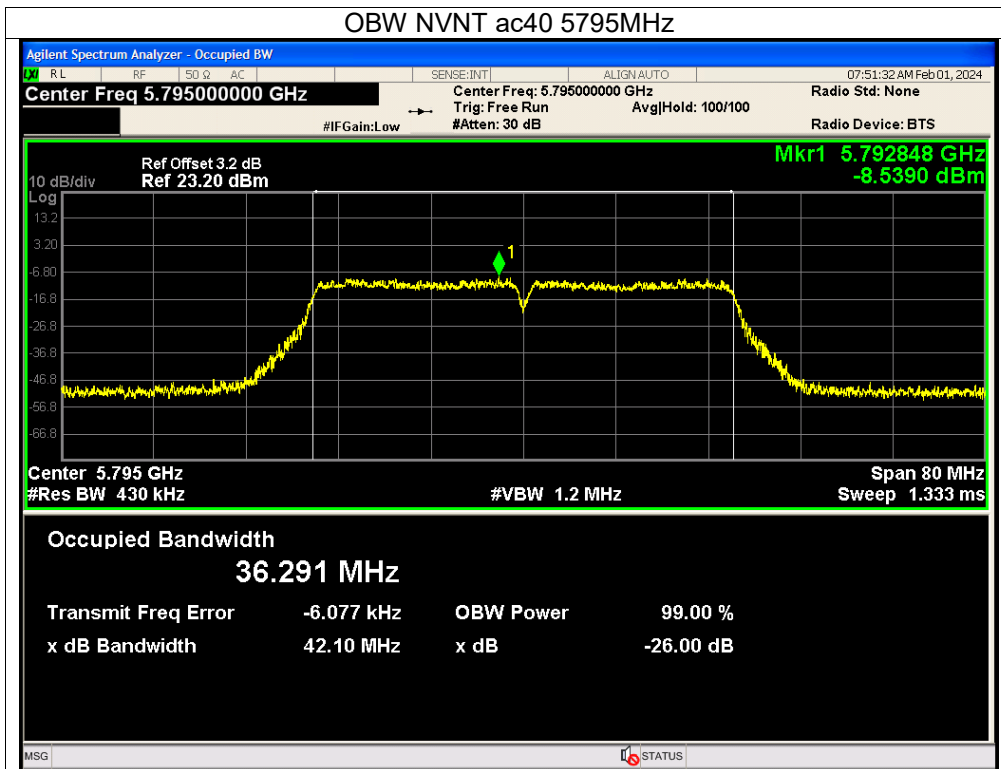 OBW NVNT ac40 5795MHz
Agilent Spectrum Analyzer - Occupied BW
LXI RL RF 50 Ω AC SENSE:INT ALIGN AUTO 07:51:32 AM Feb 01, 2024
Center Freq 5.795000000 GHz Center Freq: 5.795000000 GHz Radio Std: None
Trig: Free Run Avg|Hold: 100/100
#IFGain:Low #Atten: 30 dB Radio Device: BTS
Mkr1 5.792848 GHz
-8.5390 dBm
Ref Offset 3.2 dB
10 dB/div Ref 23.20 dBm
Log
13.2
3.20
1
-6.80
-16.8
-26.8
-36.8
-46.8
-56.8
-66.8
Center 5.795 GHz Span 80 MHz
#Res BW 430 kHz #VBW 1.2 MHz Sweep 1.333 ms
Occupied Bandwidth
36.291 MHz
Transmit Freq Error -6.077 kHz OBW Power 99.00 %
x dB Bandwidth 42.10 MHz x dB -26.00 dB
MSG STATUS